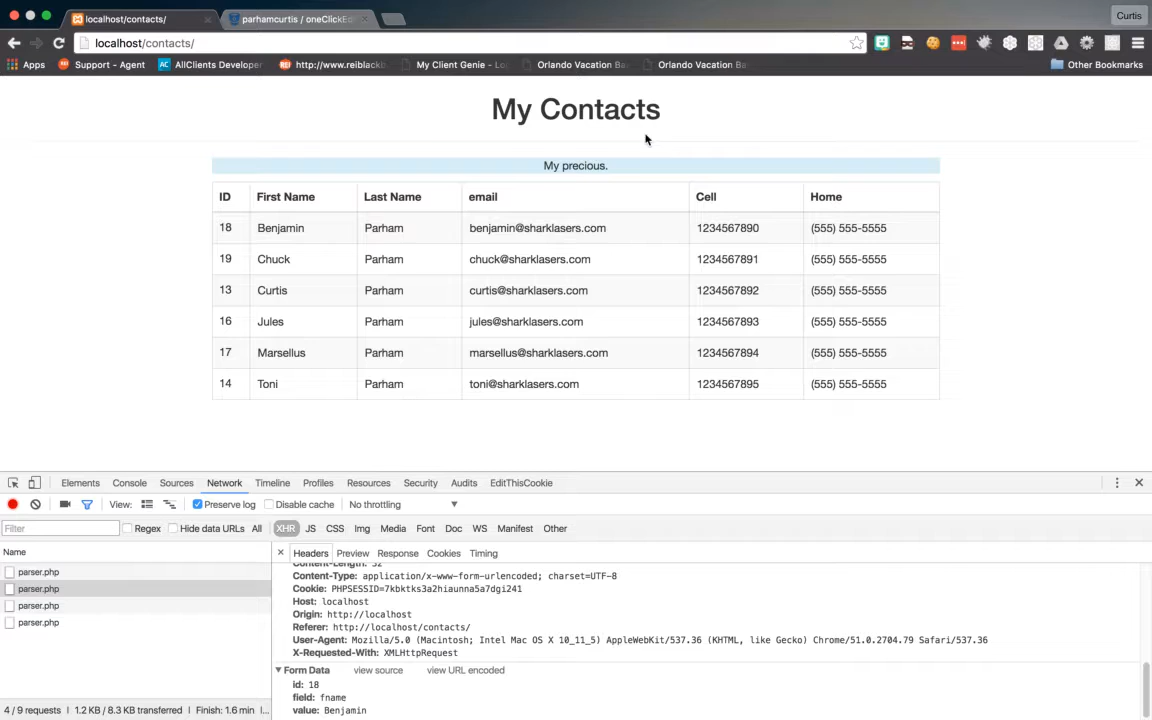 localhost/contacts/
parhamcurtis / oneClickEdi
Curtis
localhost/contacts/
Apps
Support - Agent
AllClients Developer
http://www.reiblackb
My Client Genie - Lo
Orlando Vacation Ba
Orlando Vacation Ba
Other Bookmarks
My Contacts
My precious.
ID First Name Last Name email Cell Home
18 Benjamin Parham benjamin@sharklasers.com 1234567890 (555) 555-5555
19 Chuck Parham chuck@sharklasers.com 1234567891 (555) 555-5555
13 Curtis Parham curtis@sharklasers.com 1234567892 (555) 555-5555
16 Jules Parham jules@sharklasers.com 1234567893 (555) 555-5555
17 Marsellus Parham marsellus@sharklasers.com 1234567894 (555) 555-5555
14 Toni Parham toni@sharklasers.com 1234567895 (555) 555-5555
Elements Console Sources Network Timeline Profiles Resources Security Audits EditThisCookie
View: Preserve log Disable cache No throttling
Filter Regex Hide data URLs All XHR JS CSS Img Media Font Doc WS Manifest Other
Name
parser.php
parser.php
parser.php
parser.php
4 / 9 requests | 1.2 KB / 8.3 KB transferred | Finish: 1.6 min |...
Headers Preview Response Cookies Timing
Content-Length: 32
Content-Type: application/x-www-form-urlencoded; charset=UTF-8
Cookie: PHPSESSID=7kbktks3a2hiaunna5a7dgi241
Host: localhost
Origin: http://localhost
Referer: http://localhost/contacts/
User-Agent: Mozilla/5.0 (Macintosh; Intel Mac OS X 10_11_5) AppleWebKit/537.36 (KHTML, like Gecko) Chrome/51.0.2704.79 Safari/537.36
X-Requested-With: XMLHttpRequest
Form Data view source view URL encoded
id: 18
field: fname
value: Benjamin